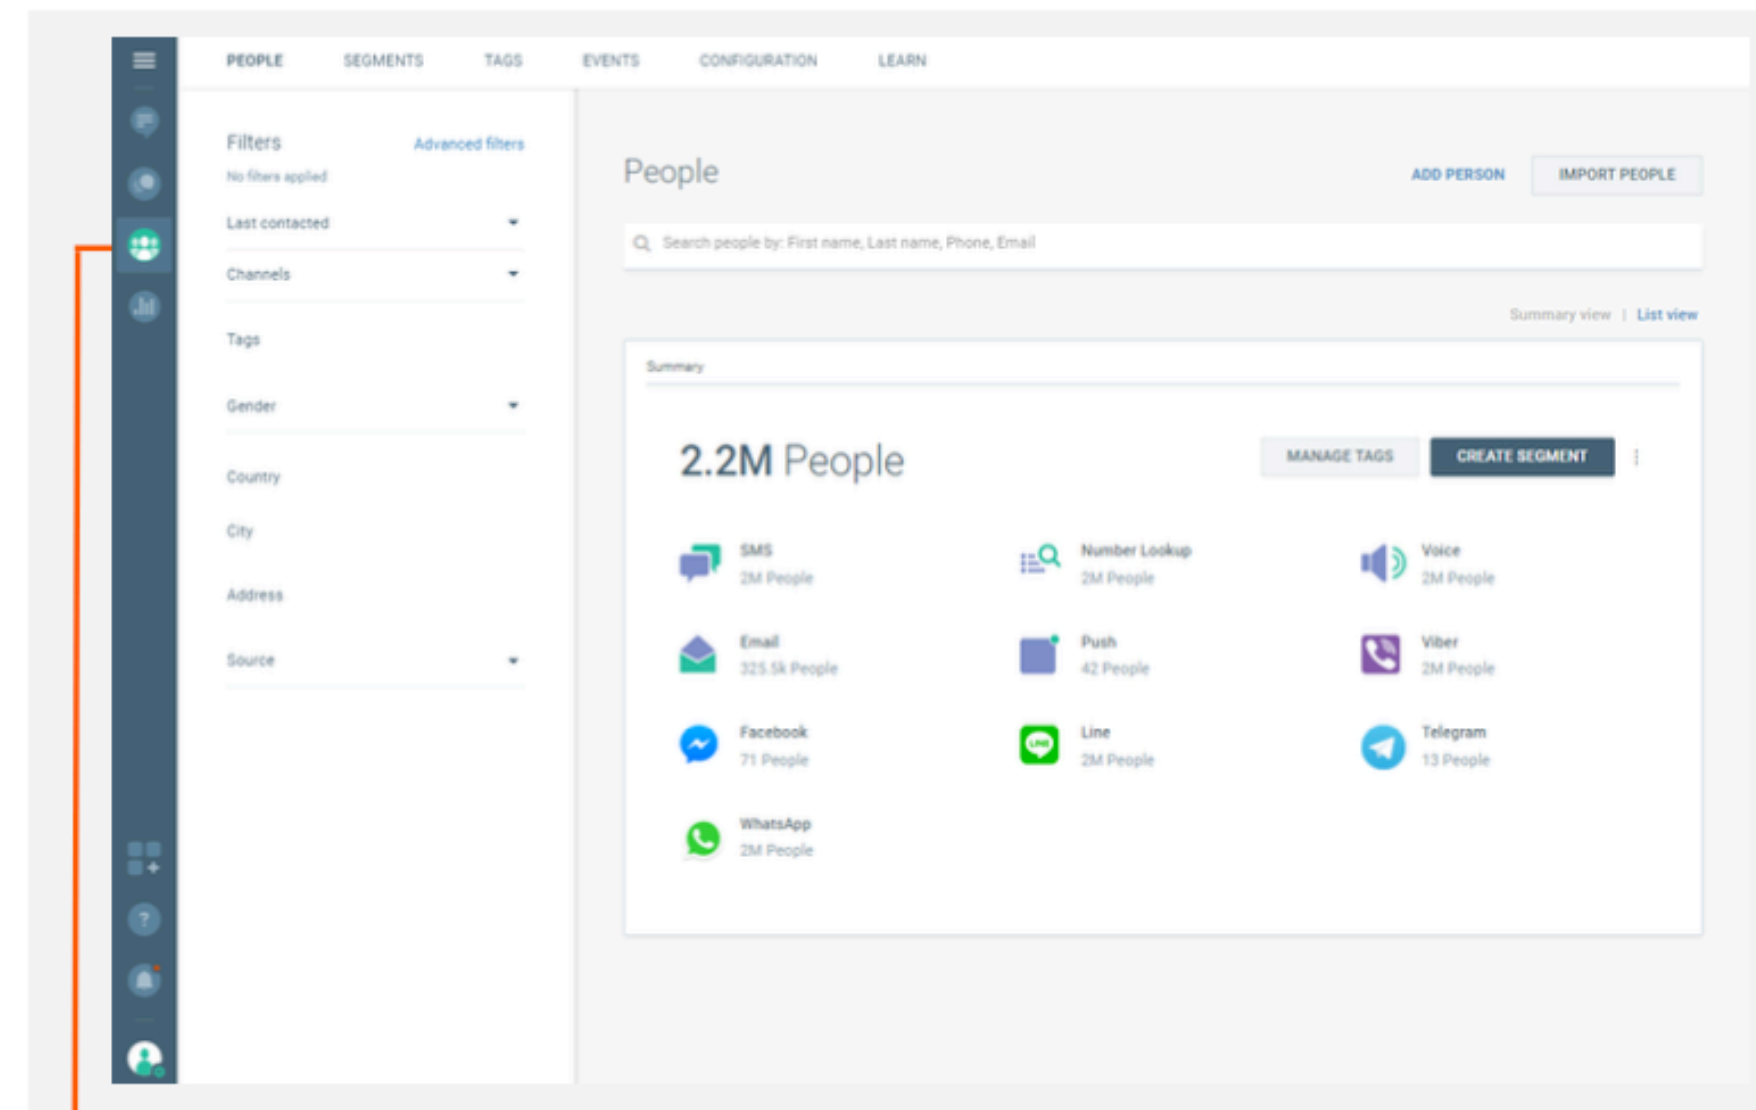 PEOPLE SEGMENTS TAGS EVENTS CONFIGURATION LEARN
Filters Advanced filters
No filters applied
Last contacted
Channels
Tags
Gender
Country
City
Address
Source
People ADD PERSON IMPORT PEOPLE
Search people by: First name, Last name, Phone, Email
Summary view | List view
Summary
2.2M People MANAGE TAGS CREATE SEGMENT
SMS
2M People
Number Lookup
2M People
Voice
2M People
Email
325.5k People
Push
42 People
Viber
2M People
Facebook
71 People
LINE
Line
2M People
Telegram
13 People
WhatsApp
2M People
?